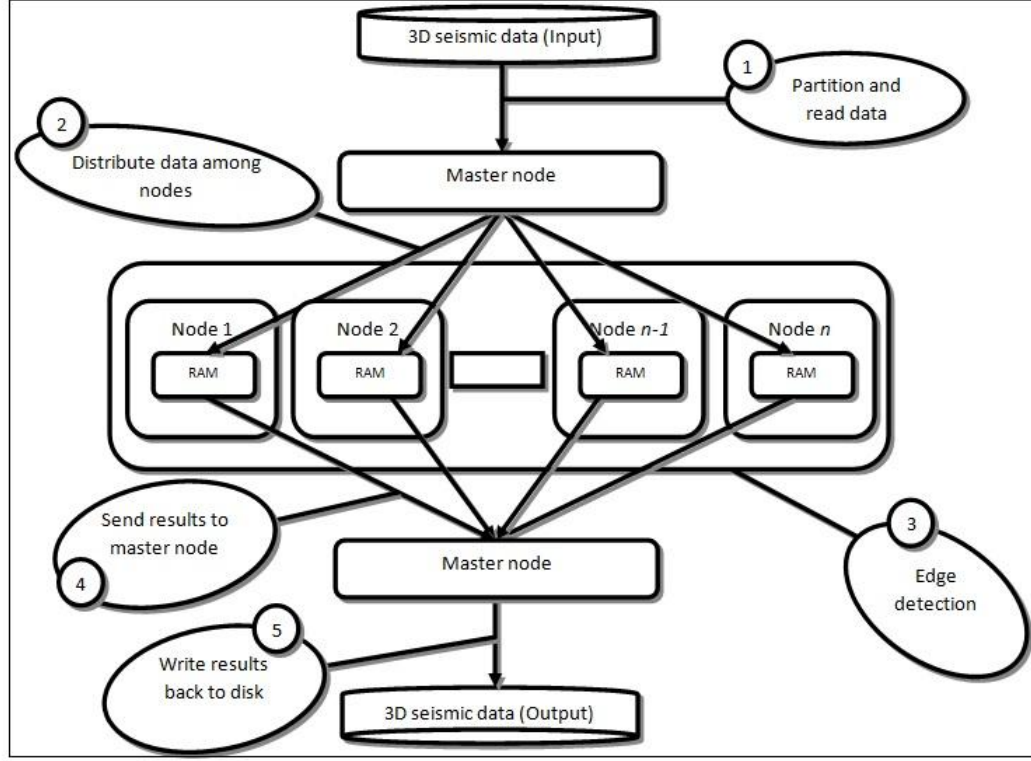 3D seismic data (Input)
1
Partition and
read data
2
Distribute data among
nodes
Master node
Node 1
RAM
Node 2
RAM
Node n-1
RAM
Node n
RAM
Send results to
master node
4
3
Edge
detection
Master node
5
Write results
back to disk
3D seismic data (Output)